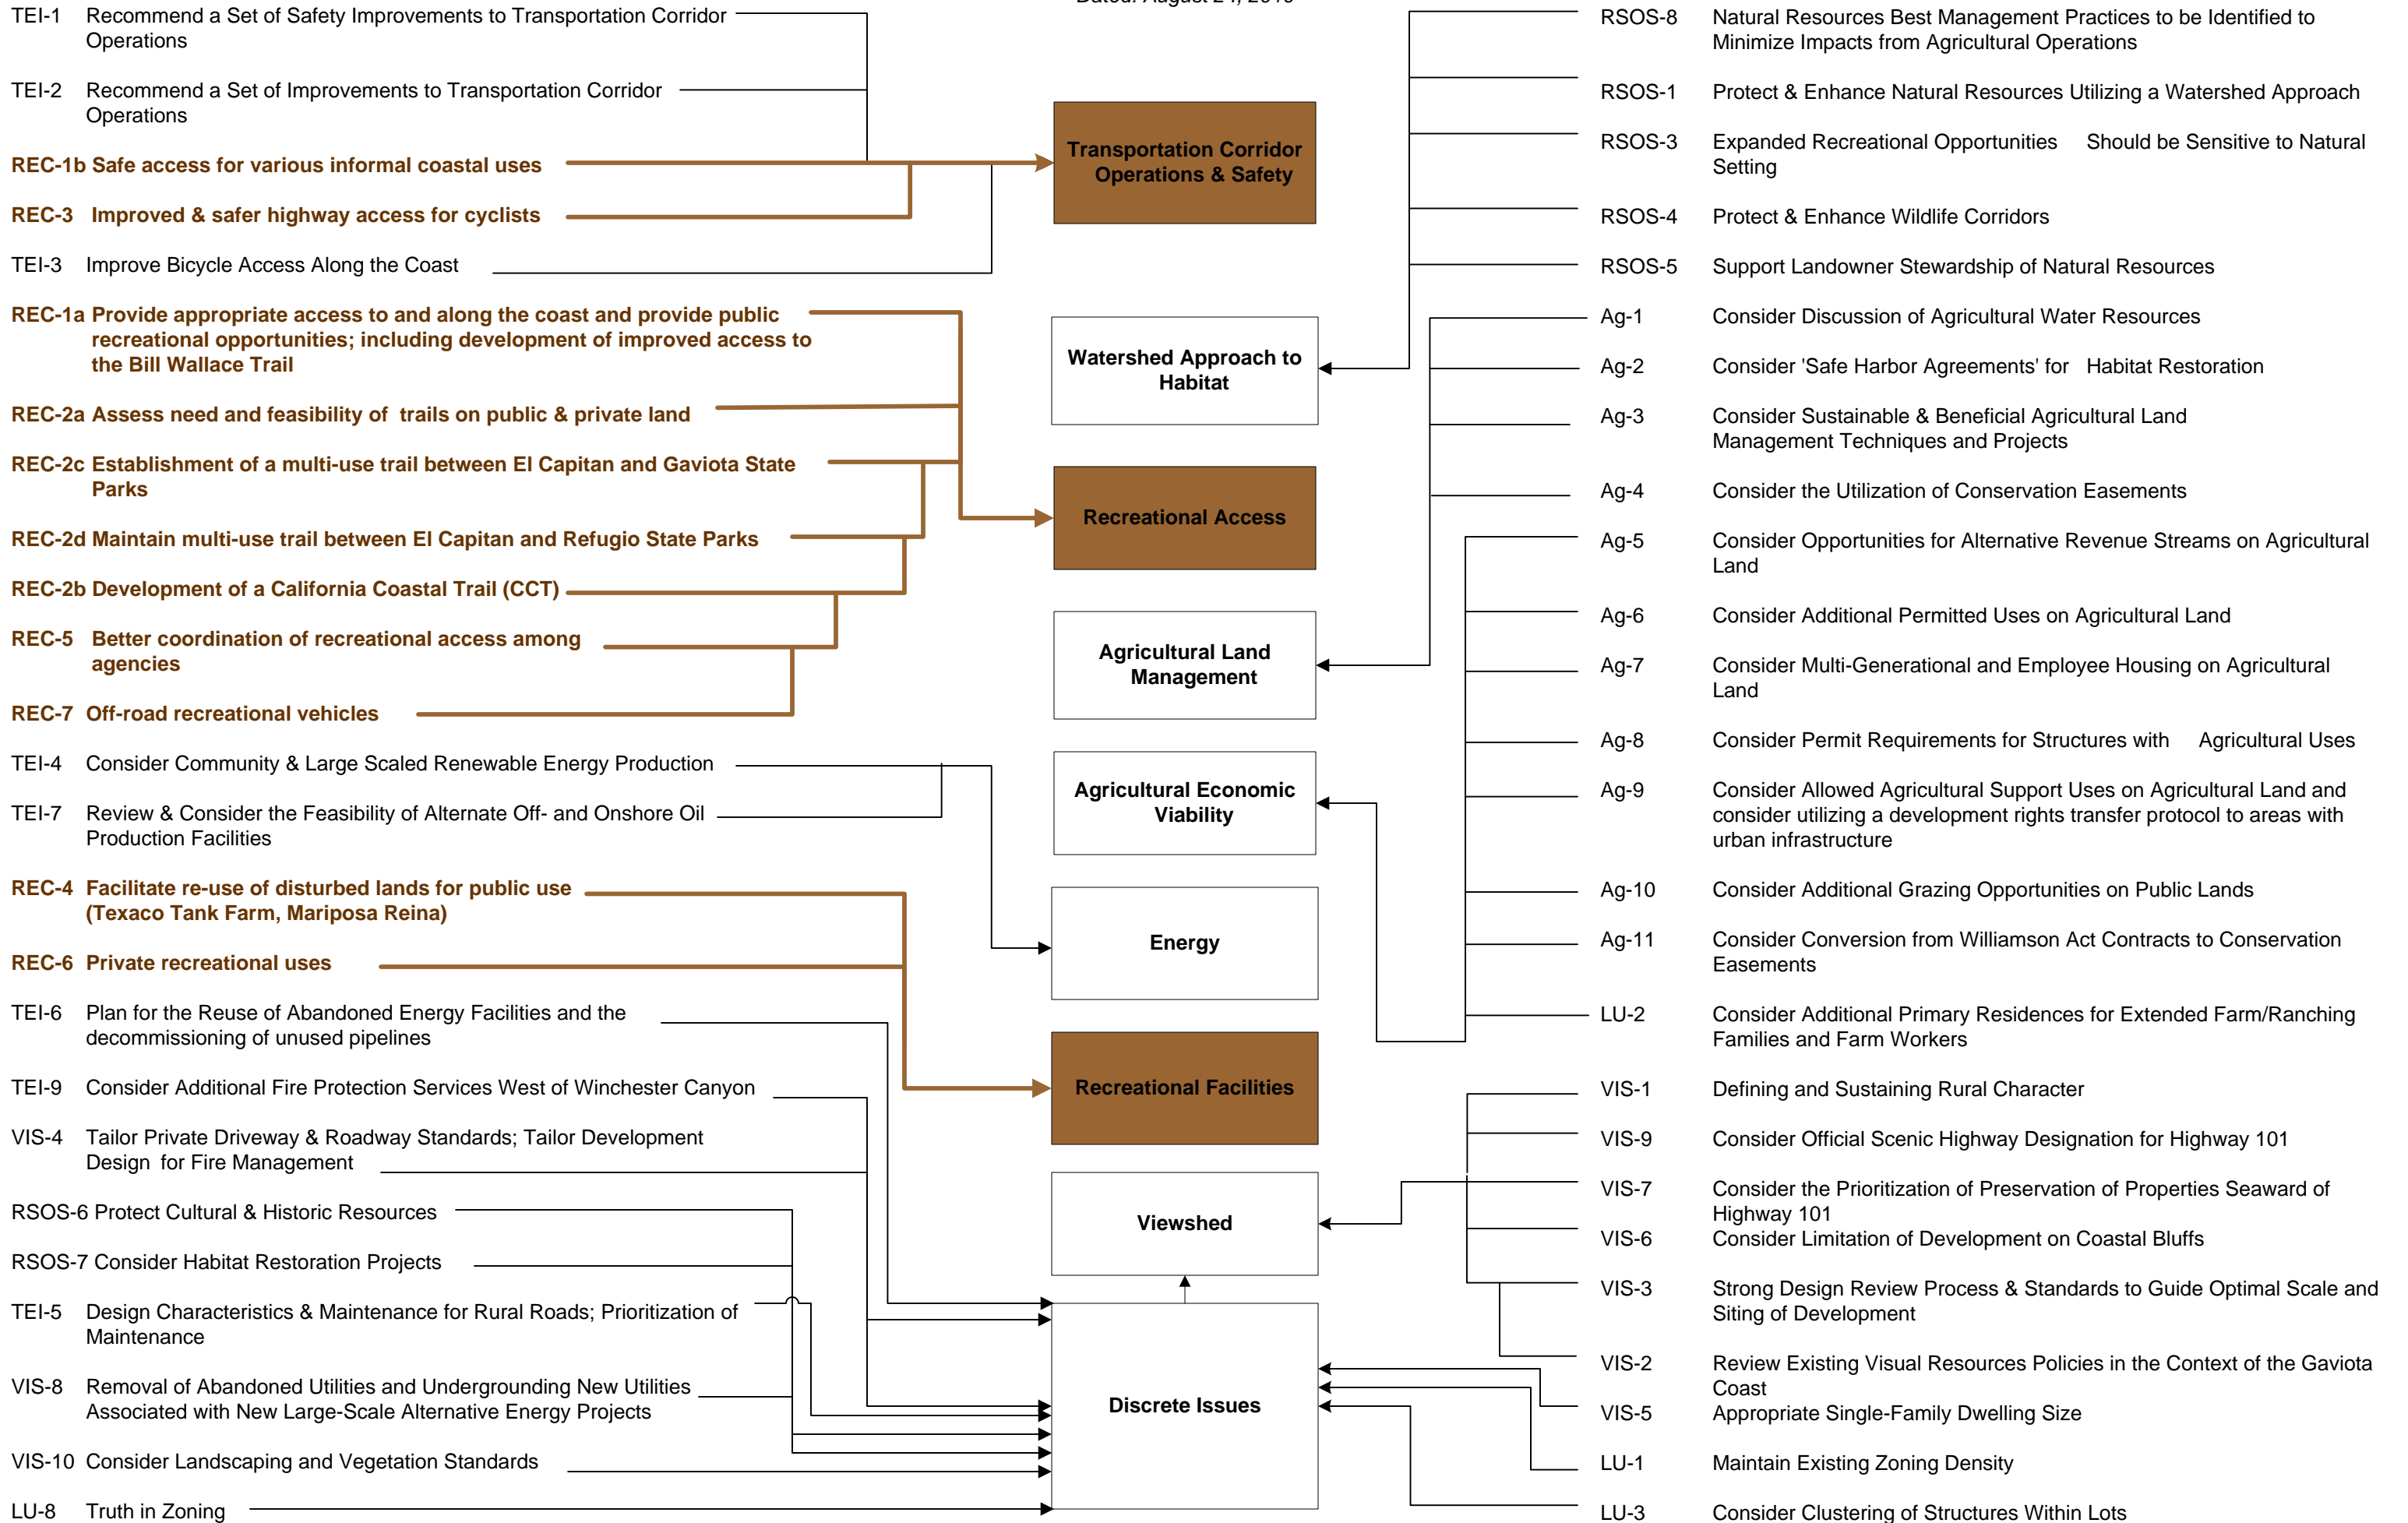 Dated: August 24, 2010
TEI-1 Recommend a Set of Safety Improvements to Transportation Corridor
Operations
TEI-2 Recommend a Set of Improvements to Transportation Corridor
Operations
REC-1b Safe access for various informal coastal uses
REC-3 Improved & safer highway access for cyclists
TEI-3 Improve Bicycle Access Along the Coast
REC-1a Provide appropriate access to and along the coast and provide public
recreational opportunities; including development of improved access to
the Bill Wallace Trail
REC-2a Assess need and feasibility of trails on public & private land
REC-2c Establishment of a multi-use trail between El Capitan and Gaviota State
Parks
REC-2d Maintain multi-use trail between El Capitan and Refugio State Parks
REC-2b Development of a California Coastal Trail (CCT)
REC-5 Better coordination of recreational access among
agencies
REC-7 Off-road recreational vehicles
TEI-4 Consider Community & Large Scaled Renewable Energy Production
TEI-7 Review & Consider the Feasibility of Alternate Off- and Onshore Oil
Production Facilities
REC-4 Facilitate re-use of disturbed lands for public use
(Texaco Tank Farm, Mariposa Reina)
REC-6 Private recreational uses
TEI-6 Plan for the Reuse of Abandoned Energy Facilities and the
decommissioning of unused pipelines
TEI-9 Consider Additional Fire Protection Services West of Winchester Canyon
VIS-4 Tailor Private Driveway & Roadway Standards; Tailor Development
Design for Fire Management
RSOS-6 Protect Cultural & Historic Resources
RSOS-7 Consider Habitat Restoration Projects
TEI-5 Design Characteristics & Maintenance for Rural Roads; Prioritization of
Maintenance
VIS-8 Removal of Abandoned Utilities and Undergrounding New Utilities
Associated with New Large-Scale Alternative Energy Projects
VIS-10 Consider Landscaping and Vegetation Standards
LU-8 Truth in Zoning
Transportation Corridor
Operations & Safety
Watershed Approach to
Habitat
Recreational Access
Agricultural Land
Management
Agricultural Economic
Viability
Energy
Recreational Facilities
Viewshed
Discrete Issues
RSOS-8 Natural Resources Best Management Practices to be Identified to
Minimize Impacts from Agricultural Operations
RSOS-1 Protect & Enhance Natural Resources Utilizing a Watershed Approach
RSOS-3 Expanded Recreational Opportunities Should be Sensitive to Natural
Setting
RSOS-4 Protect & Enhance Wildlife Corridors
RSOS-5 Support Landowner Stewardship of Natural Resources
Ag-1 Consider Discussion of Agricultural Water Resources
Ag-2 Consider 'Safe Harbor Agreements' for Habitat Restoration
Ag-3 Consider Sustainable & Beneficial Agricultural Land
Management Techniques and Projects
Ag-4 Consider the Utilization of Conservation Easements
Ag-5 Consider Opportunities for Alternative Revenue Streams on Agricultural
Land
Ag-6 Consider Additional Permitted Uses on Agricultural Land
Ag-7 Consider Multi-Generational and Employee Housing on Agricultural
Land
Ag-8 Consider Permit Requirements for Structures with Agricultural Uses
Ag-9 Consider Allowed Agricultural Support Uses on Agricultural Land and
consider utilizing a development rights transfer protocol to areas with
urban infrastructure
Ag-10 Consider Additional Grazing Opportunities on Public Lands
Ag-11 Consider Conversion from Williamson Act Contracts to Conservation
Easements
LU-2 Consider Additional Primary Residences for Extended Farm/Ranching
Families and Farm Workers
VIS-1 Defining and Sustaining Rural Character
VIS-9 Consider Official Scenic Highway Designation for Highway 101
VIS-7 Consider the Prioritization of Preservation of Properties Seaward of
Highway 101
VIS-6 Consider Limitation of Development on Coastal Bluffs
VIS-3 Strong Design Review Process & Standards to Guide Optimal Scale and
Siting of Development
VIS-2 Review Existing Visual Resources Policies in the Context of the Gaviota
Coast
VIS-5 Appropriate Single-Family Dwelling Size
LU-1 Maintain Existing Zoning Density
LU-3 Consider Clustering of Structures Within Lots